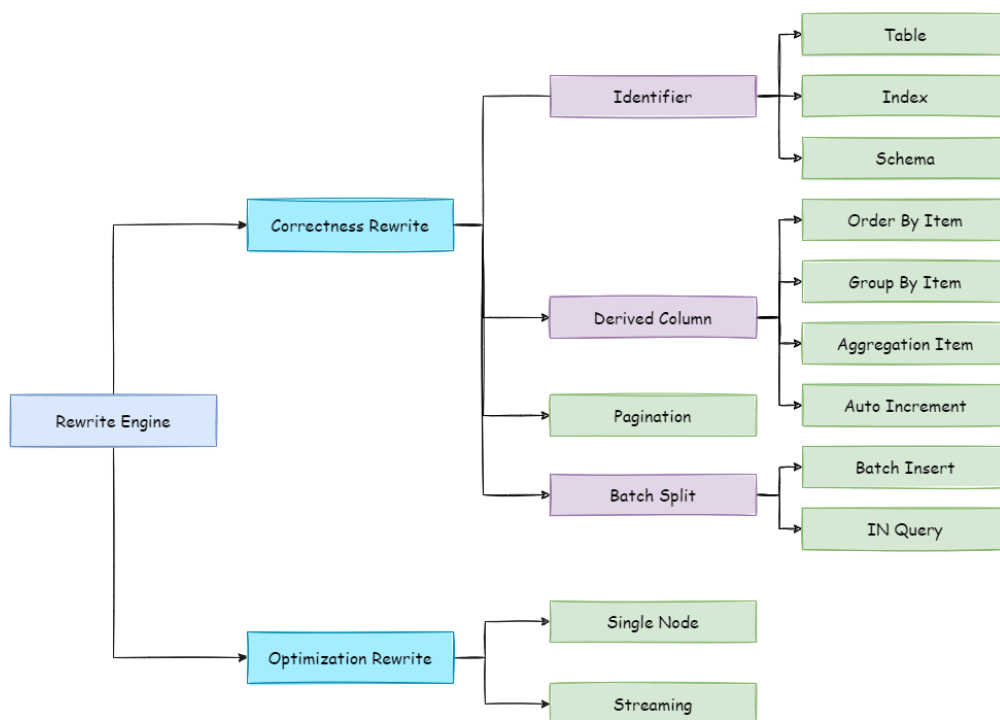 Table
Identifier
Index
Schema
Correctness Rewrite
Order By Item
Group By Item
Derived Column
Aggregation Item
Auto Increment
Rewrite Engine
Pagination
Batch Insert
Batch Split
IN Query
Single Node
Optimization Rewrite
Streaming